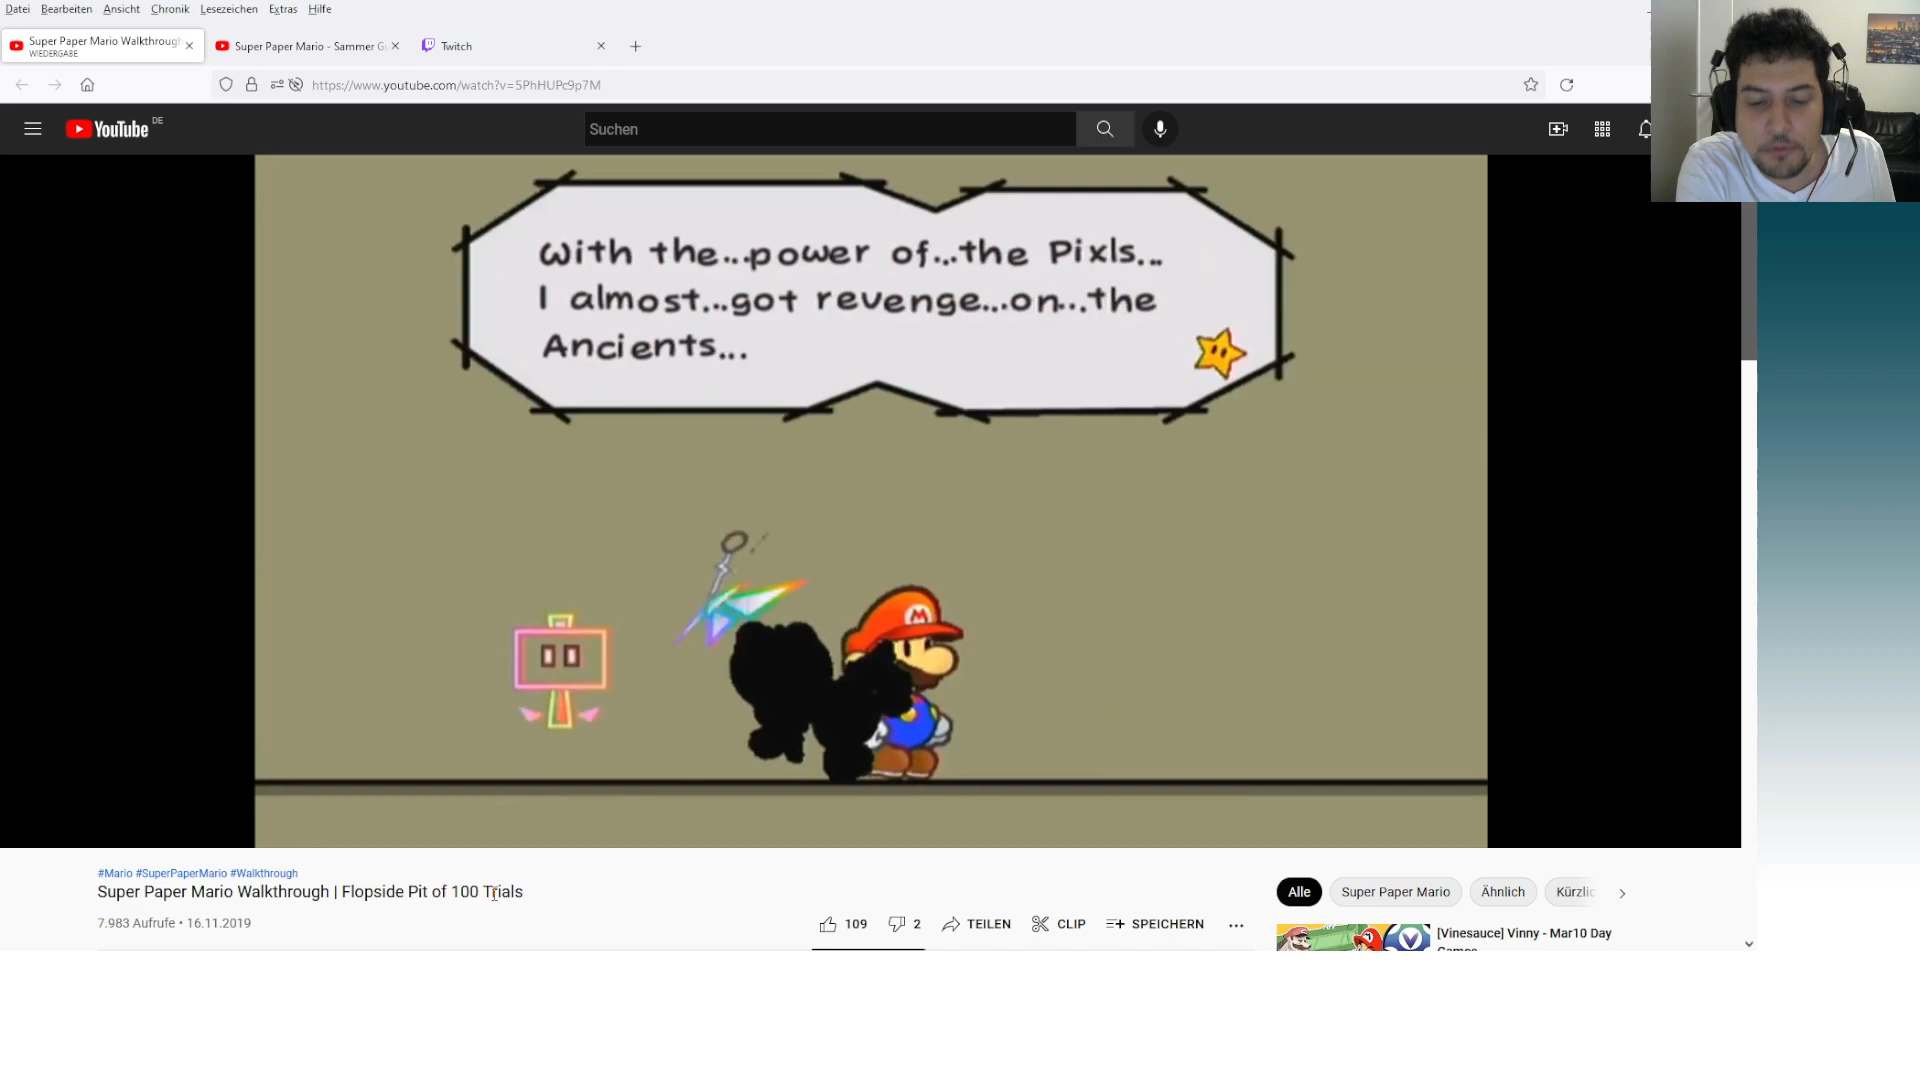 Datei Bearbeiten Ansicht Chronik Lesezeichen Extras Hilfe
Super Paper Mario Walkthroug
WIEDERGABE
Super Paper Mario - Sammer G
Twitch
https://www.youtube.com/watch?v=5PhHUPc9p7M
YouTube DE
Suchen
With the...power of...the Pixls...
I almost...got revenge...on...the
Ancients...
#Mario #SuperPaperMario #Walkthrough
Super Paper Mario Walkthrough | Flopside Pit of 100 Trials
7.983 Aufrufe • 16.11.2019
109
2
TEILEN
CLIP
SPEICHERN
Alle
Super Paper Mario
Ähnlich
Kürzlic
[Vinesauce] Vinny - Mar10 Day